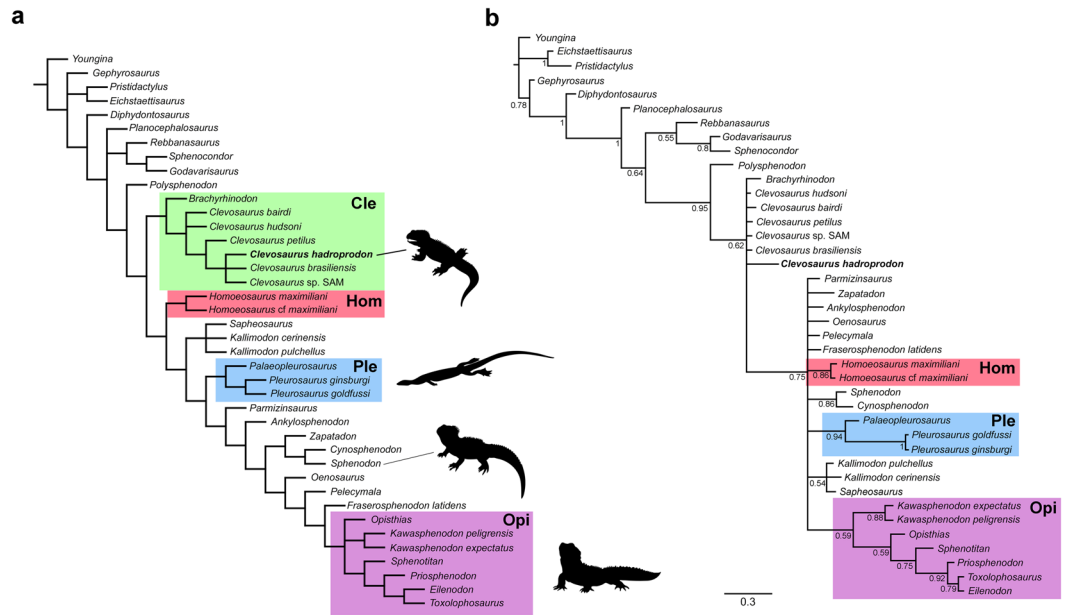 a
Youngina
Gephyrosaurus
Pristidactylus
Eichstaettisaurus
Diphydontosaurus
Planocephalosaurus
Rebbanasaurus
Sphenocondor
Godavarisaurus
Polysphenodon
Brachyrhinodon
Cle
Clevosaurus bairdi
Clevosaurus hudsoni
Clevosaurus petilus
Clevosaurus hadroprodon
Clevosaurus brasiliensis
Clevosaurus sp. SAM
Homoeosaurus maximiliani
Hom
Homoeosaurus cf maximiliani
Sapheosaurus
Kallimodon cerinensis
Kallimodon pulchellus
Palaeopleurosaurus
Ple
Pleurosaurus ginsburgi
Pleurosaurus goldfussi
Parmizinsaurus
Ankylosphenodon
Zapatadon
Cynosphenodon
Sphenodon
Oenosaurus
Pelecymala
Fraserosphenodon latidens
Opisthias
Opi
Kawasphenodon peligrensis
Kawasphenodon expectatus
Sphenotitan
Priosphenodon
Eilenodon
Toxolophosaurus
b
Youngina
Eichstaettisaurus
1
Pristidactylus
Gephyrosaurus
0.78
Diphydontosaurus
1
Planocephalosaurus
1
Rebbanasaurus
0.55
Godavarisaurus
0.8
Sphenocondor
0.64
Polysphenodon
0.95
Brachyrhinodon
Clevosaurus hudsoni
Clevosaurus bairdi
Clevosaurus petilus
Clevosaurus sp. SAM
0.62
Clevosaurus brasiliensis
Clevosaurus hadroprodon
Parmizinsaurus
Zapatadon
Ankylosphenodon
Oenosaurus
Pelecymala
Fraserosphenodon latidens
Homoeosaurus maximiliani
Hom
0.75
0.86
Homoeosaurus cf maximiliani
Sphenodon
0.86
Cynosphenodon
Palaeopleurosaurus
Ple
0.94
Pleurosaurus goldfussi
1
Pleurosaurus ginsburgi
Kallimodon pulchellus
0.54
Kallimodon cerinensis
Sapheosaurus
Kawasphenodon expectatus
Opi
0.88
Kawasphenodon peligrensis
0.59
Opisthias
0.59
Sphenotitan
0.75
Priosphenodon
0.92
Toxolophosaurus
0.79
Eilenodon
0.3